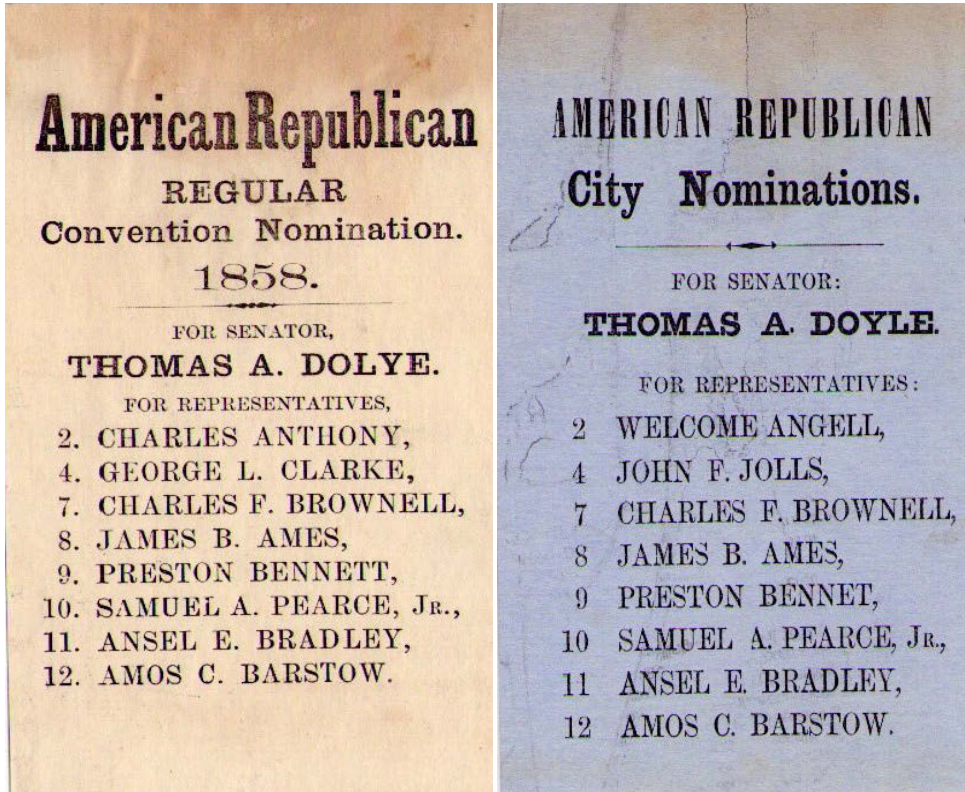 American Republican
REGULAR
Convention Nomination.
1858.
FOR SENATOR,
THOMAS A. DOLYE.
FOR REPRESENTATIVES,
2. CHARLES ANTHONY,
4. GEORGE L. CLARKE,
7. CHARLES F. BROWNELL,
8. JAMES B. AMES,
9. PRESTON BENNETT,
10. SAMUEL A. PEARCE, JR.,
11. ANSEL E. BRADLEY,
12. AMOS C. BARSTOW.
AMERICAN REPUBLICAN
City Nominations.
FOR SENATOR:
THOMAS A. DOYLE.
FOR REPRESENTATIVES:
2 WELCOME ANGELL,
4 JOHN F. JOLLS,
7 CHARLES F. BROWNELL,
8 JAMES B. AMES,
9 PRESTON BENNET,
10 SAMUEL A. PEARCE, JR.,
11 ANSEL E. BRADLEY,
12 AMOS C. BARSTOW.